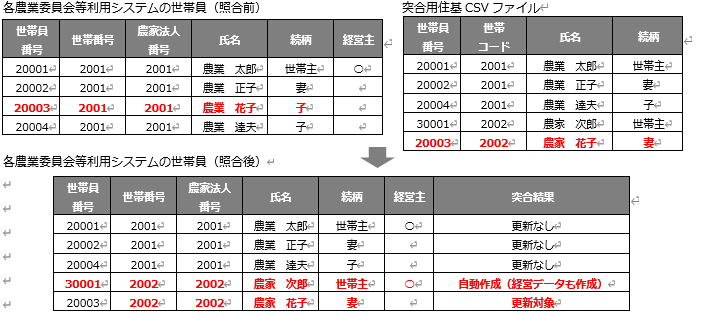 各農業委員会等利用システムの世帯員（照合前）
世帯員番号 世帯番号 農家法人番号 氏名 続柄 経営主
20001 2001 2001 農業　太郎 世帯主 ○
20002 2001 2001 農業　正子 妻
20003 2001 2001 農業　花子 子
20004 2001 2001 農業　達夫 子
突合用住基CSVファイル
世帯員番号 世帯コード 氏名 続柄
20001 2001 農業　太郎 世帯主
20002 2001 農業　正子 妻
20004 2001 農業　達夫 子
30001 2002 農家　次郎 世帯主
20003 2002 農家　花子 妻
各農業委員会等利用システムの世帯員（照合後）
世帯員番号 世帯番号 農家法人番号 氏名 続柄 経営主 突合結果
20001 2001 2001 農業　太郎 世帯主 ○ 更新なし
20002 2001 2001 農業　正子 妻 更新なし
20004 2001 2001 農業　達夫 子 更新なし
30001 2002 2002 農家　次郎 世帯主 ○ 自動作成（経営データも作成）
20003 2002 2002 農家　花子 妻 更新対象